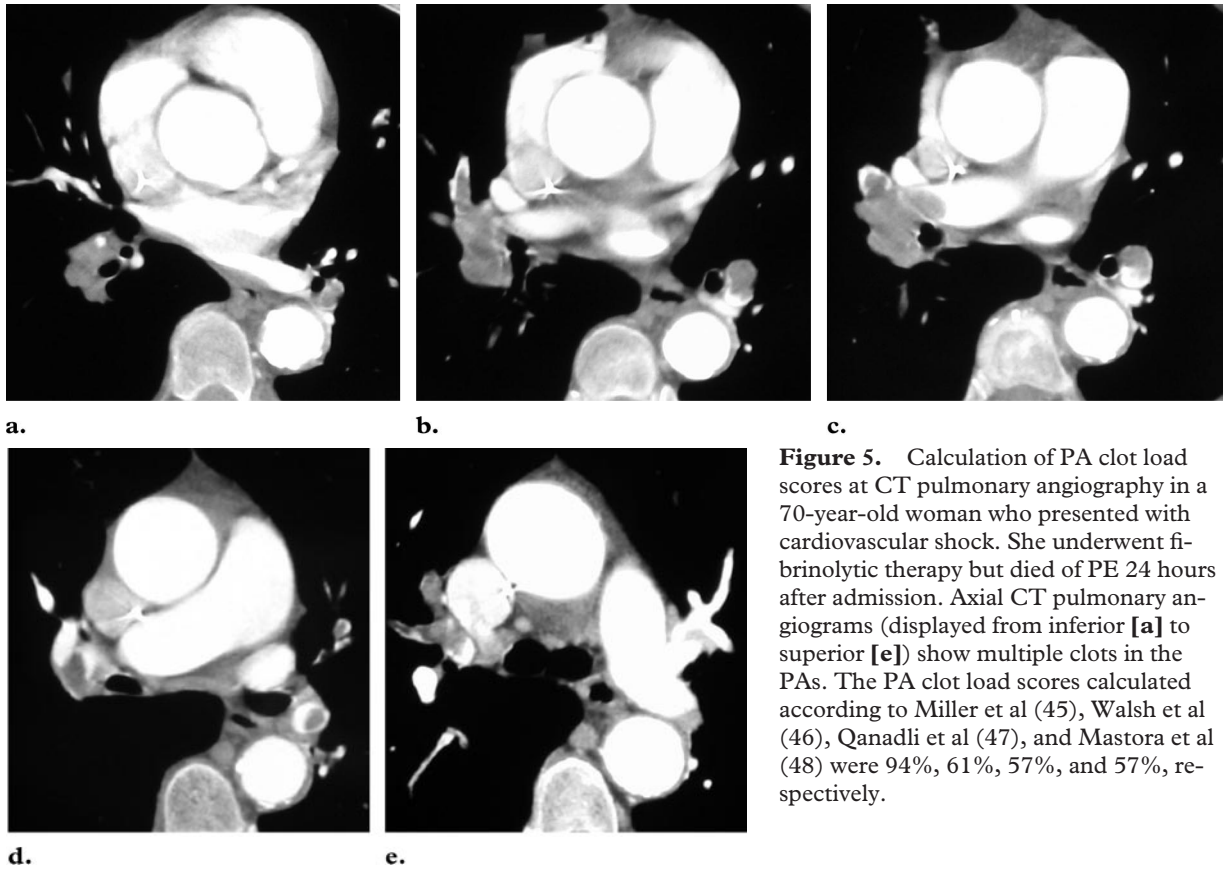 a.
b.
c.
Figure 5. Calculation of PA clot load
scores at CT pulmonary angiography in a
70-year-old woman who presented with
cardiovascular shock. She underwent fi-
brinolytic therapy but died of PE 24 hours
after admission. Axial CT pulmonary an-
giograms (displayed from inferior [a] to
superior [e]) show multiple clots in the
PAs. The PA clot load scores calculated
according to Miller et al (45), Walsh et al
(46), Qanadli et al (47), and Mastora et al
(48) were 94%, 61%, 57%, and 57%, re-
spectively.
d.
e.